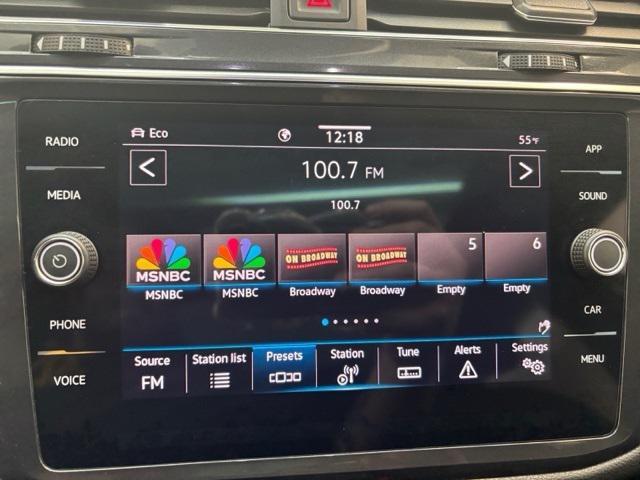 RADIO
MEDIA
PHONE
VOICE
Eco
12:18
55°F
100.7 FM
100.7
MSNBC
MSNBC
ON BROADWAY
ON BROADWAY
5
6
MSNBC
MSNBC
Broadway
Broadway
Empty
Empty
Source
FM
Station list
Presets
Station
Tune
Alerts
Settings
APP
SOUND
CAR
MENU